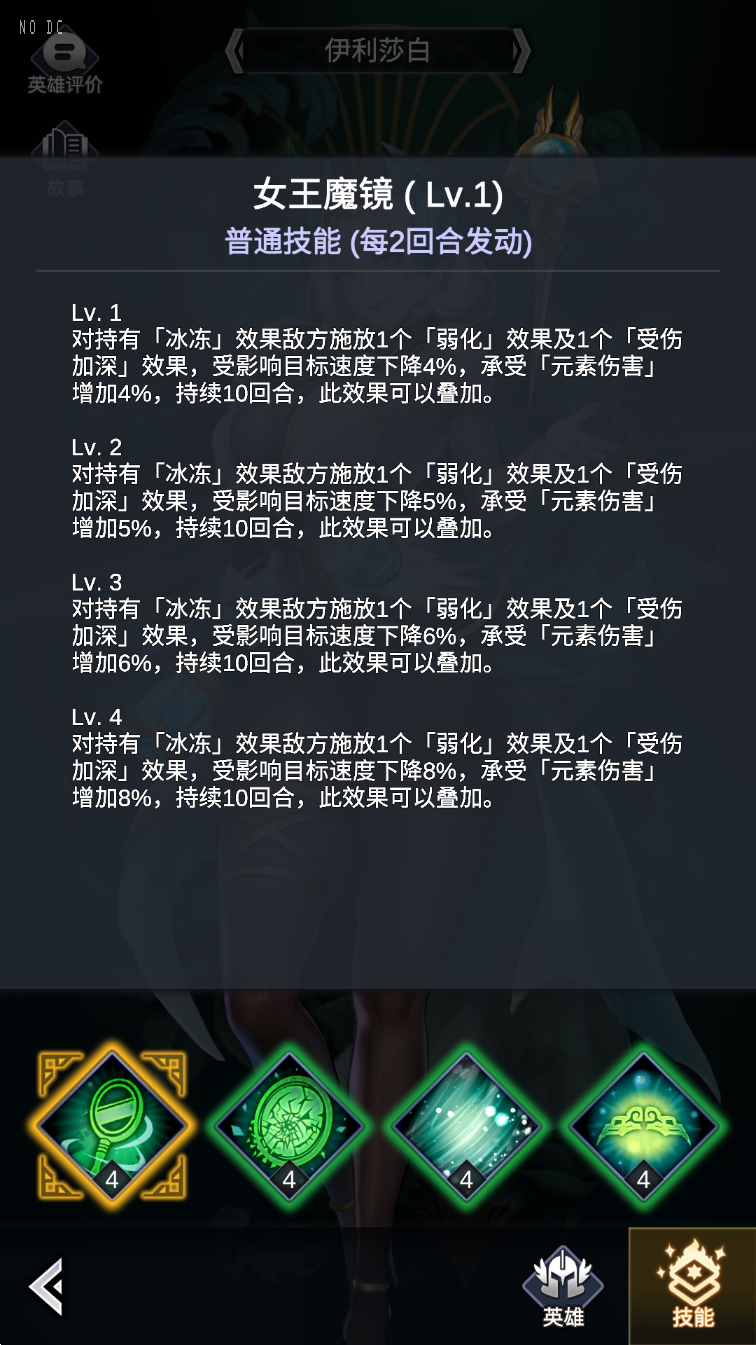 NO DC
伊利莎白
英雄评价
故事
女王魔镜 ( Lv.1)
普通技能 (每2回合发动)
Lv. 1
对持有「冰冻」效果敌方施放1个「弱化」效果及1个「受伤
加深」效果，受影响目标速度下降4%，承受「元素伤害」
增加4%，持续10回合，此效果可以叠加。
Lv. 2
对持有「冰冻」效果敌方施放1个「弱化」效果及1个「受伤
加深」效果，受影响目标速度下降5%，承受「元素伤害」
增加5%，持续10回合，此效果可以叠加。
Lv. 3
对持有「冰冻」效果敌方施放1个「弱化」效果及1个「受伤
加深」效果，受影响目标速度下降6%，承受「元素伤害」
增加6%，持续10回合，此效果可以叠加。
Lv. 4
对持有「冰冻」效果敌方施放1个「弱化」效果及1个「受伤
加深」效果，受影响目标速度下降8%，承受「元素伤害」
增加8%，持续10回合，此效果可以叠加。
4 4 4 4
英雄 技能